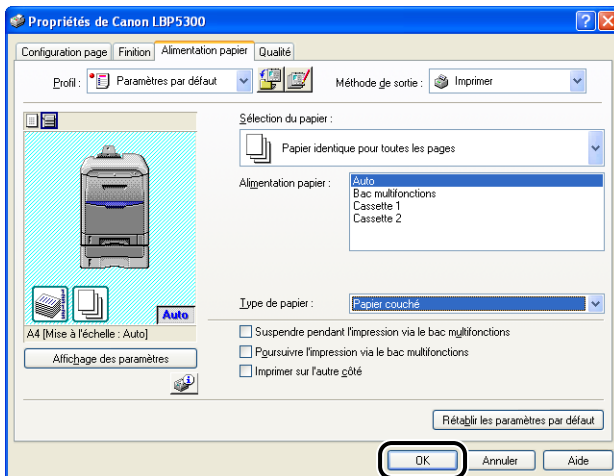 Propriétés de Canon LBP5300
Configuration page Finition Alimentation papier Qualité
Profil : Paramètres par défaut Méthode de sortie : Imprimer
Sélection du papier :
Papier identique pour toutes les pages
Alimentation papier :
Auto
Bac multifonctions
Cassette 1
Cassette 2
Auto
Type de papier : Papier couché
A4 [Mise à l'échelle : Auto]
Suspendre pendant l'impression via le bac multifonctions
Affichage des paramètres
Poursuivre l'impression via le bac multifonctions
Imprimer sur l'autre côté
Rétablir les paramètres par défaut
OK Annuler Aide